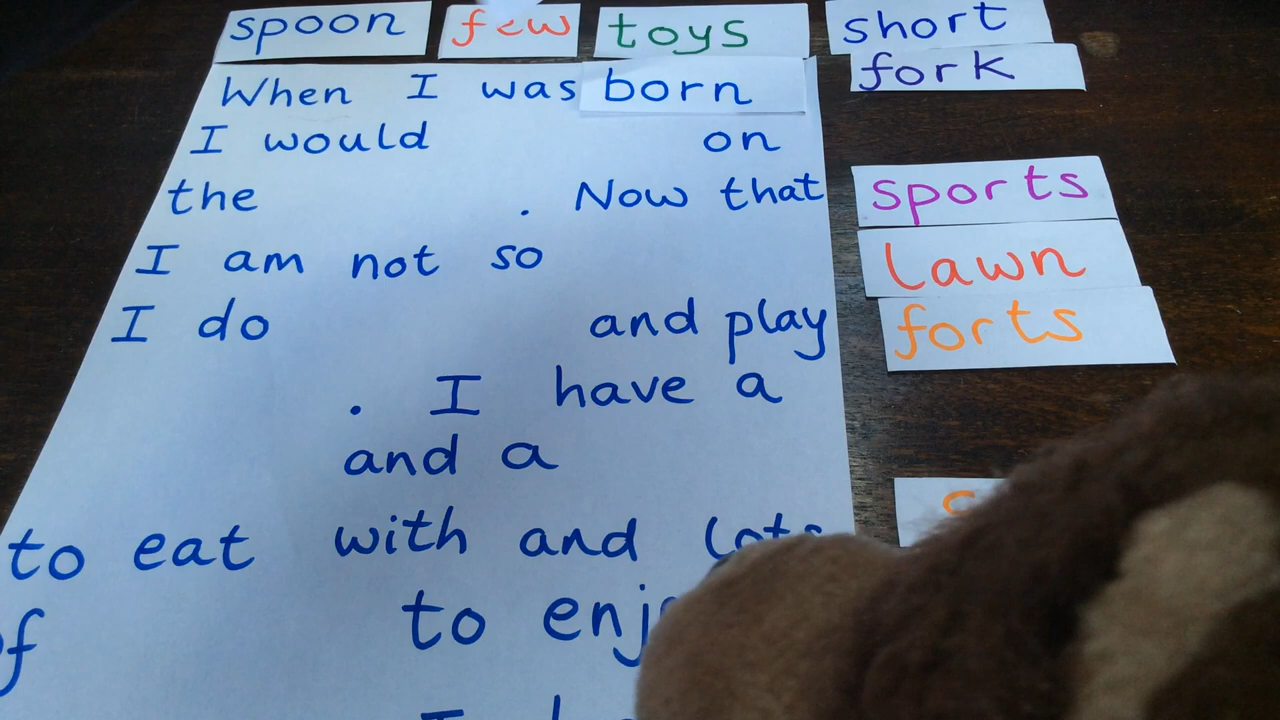 spoon few toys short
fork
When I was born
I would on
the . Now that
sports
I am not so
lawn
I do and play
forts
. I have a
and a
to eat with and lots
of to
I